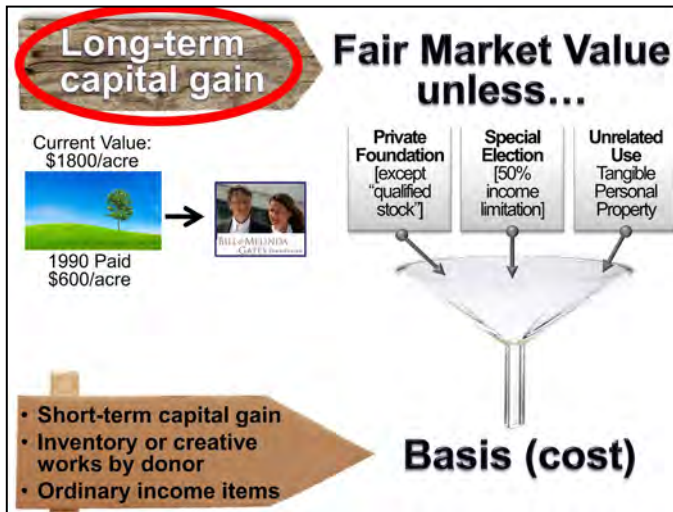 Long-term
capital gain
Fair Market Value
unless...
Current Value:
$1800/acre
BILL & MELINDA
GATES foundation
1990 Paid
$600/acre
Private
Foundation
[except
“qualified
stock”]
Special
Election
[50%
income
limitation]
Unrelated
Use
Tangible
Personal
Property
• Short-term capital gain
• Inventory or creative
works by donor
• Ordinary income items
Basis (cost)